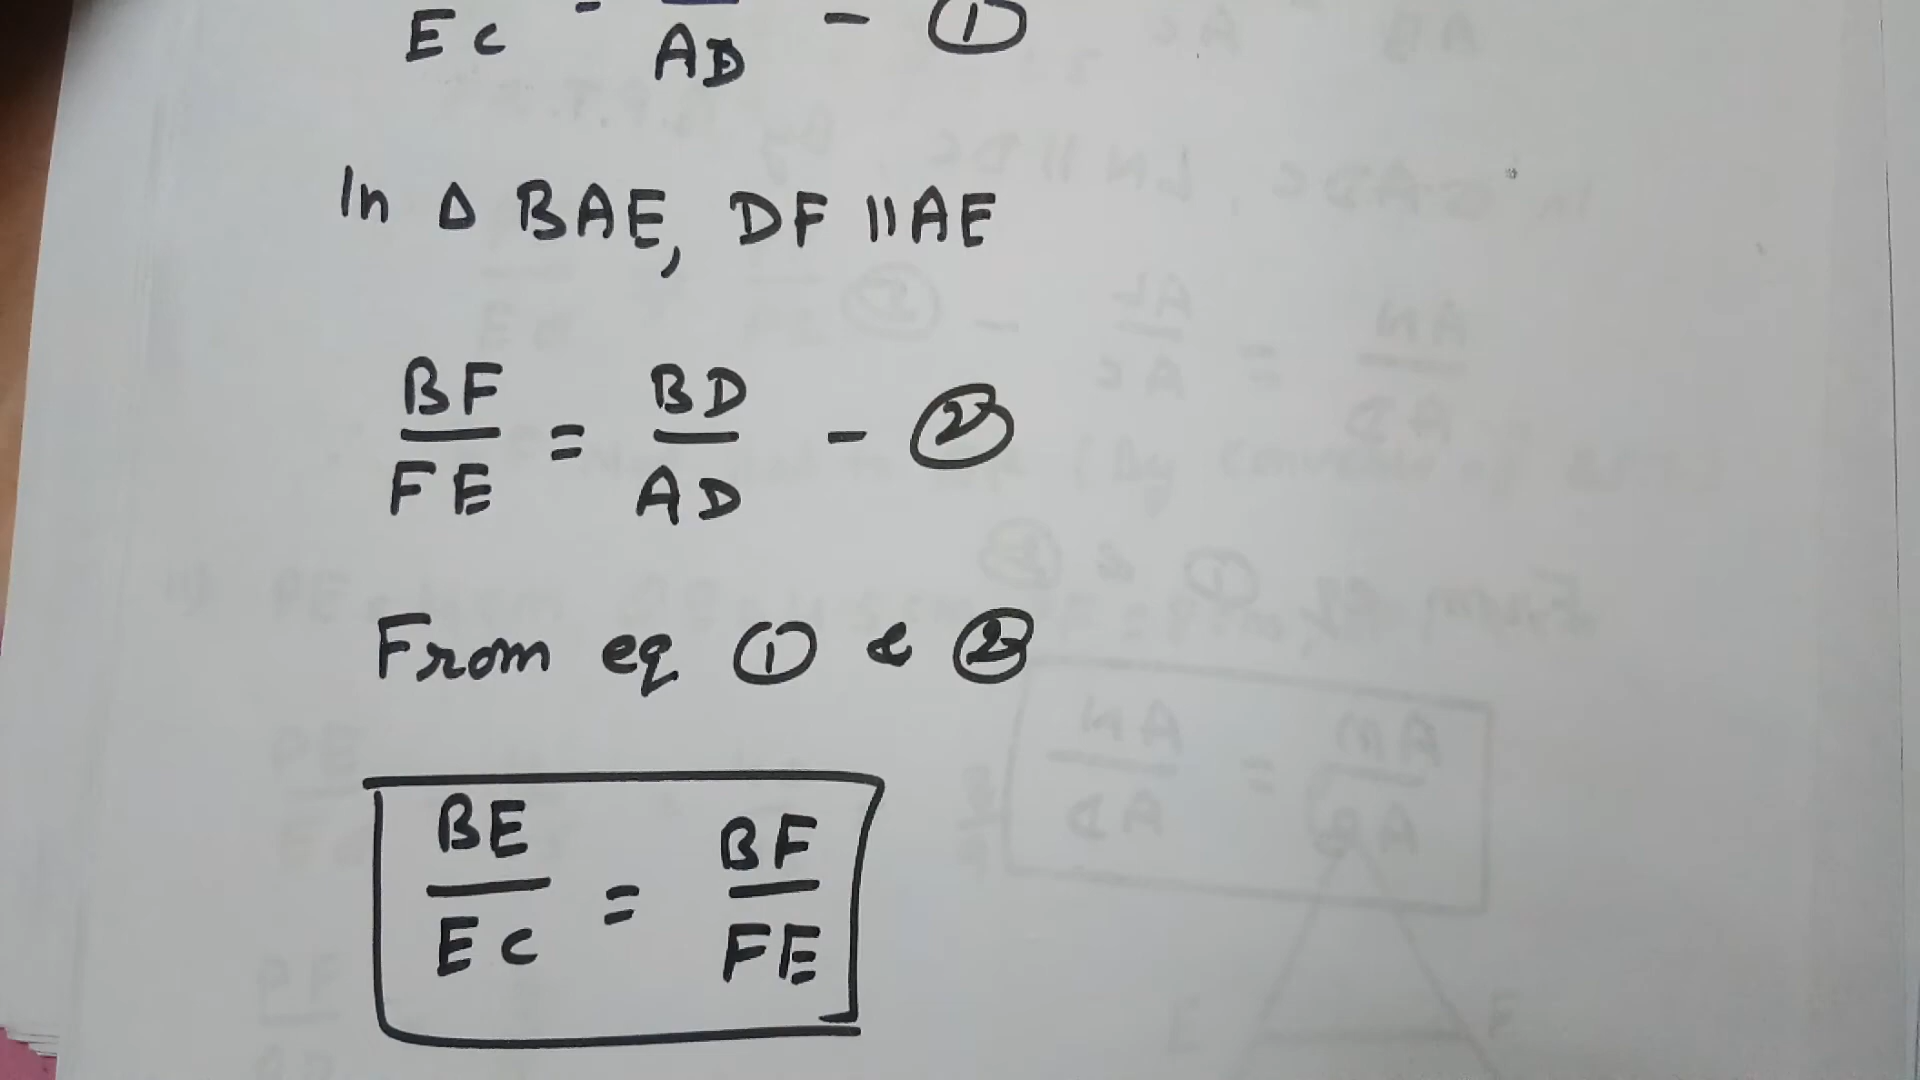 EC = AD - ①
In Δ BAE, DF || AE
BF/FE = BD/AD - ②
From eq ① & ②
BE/EC = BF/FE